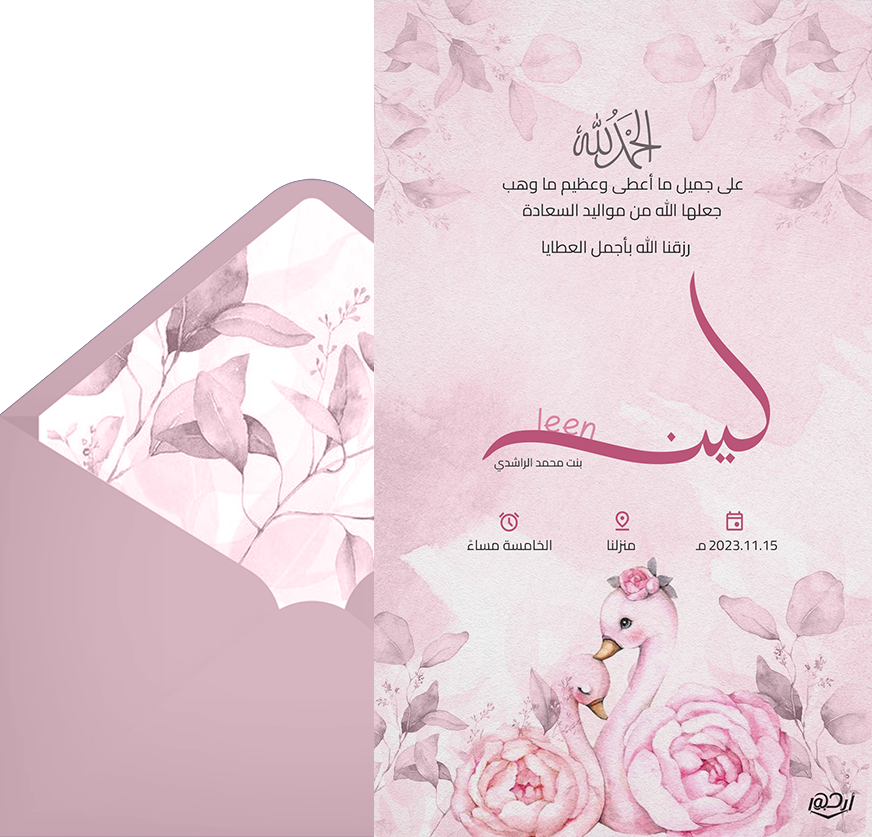 الحمد لله
على جميل ما أعطى وعظيم ما وهب
جعلها الله من مواليد السعادة
رزقنا الله بأجمل العطايا
لين
leen
بنت محمد الراشدي
2023.11.15 مـ
منزلنا
الخامسة مساءً